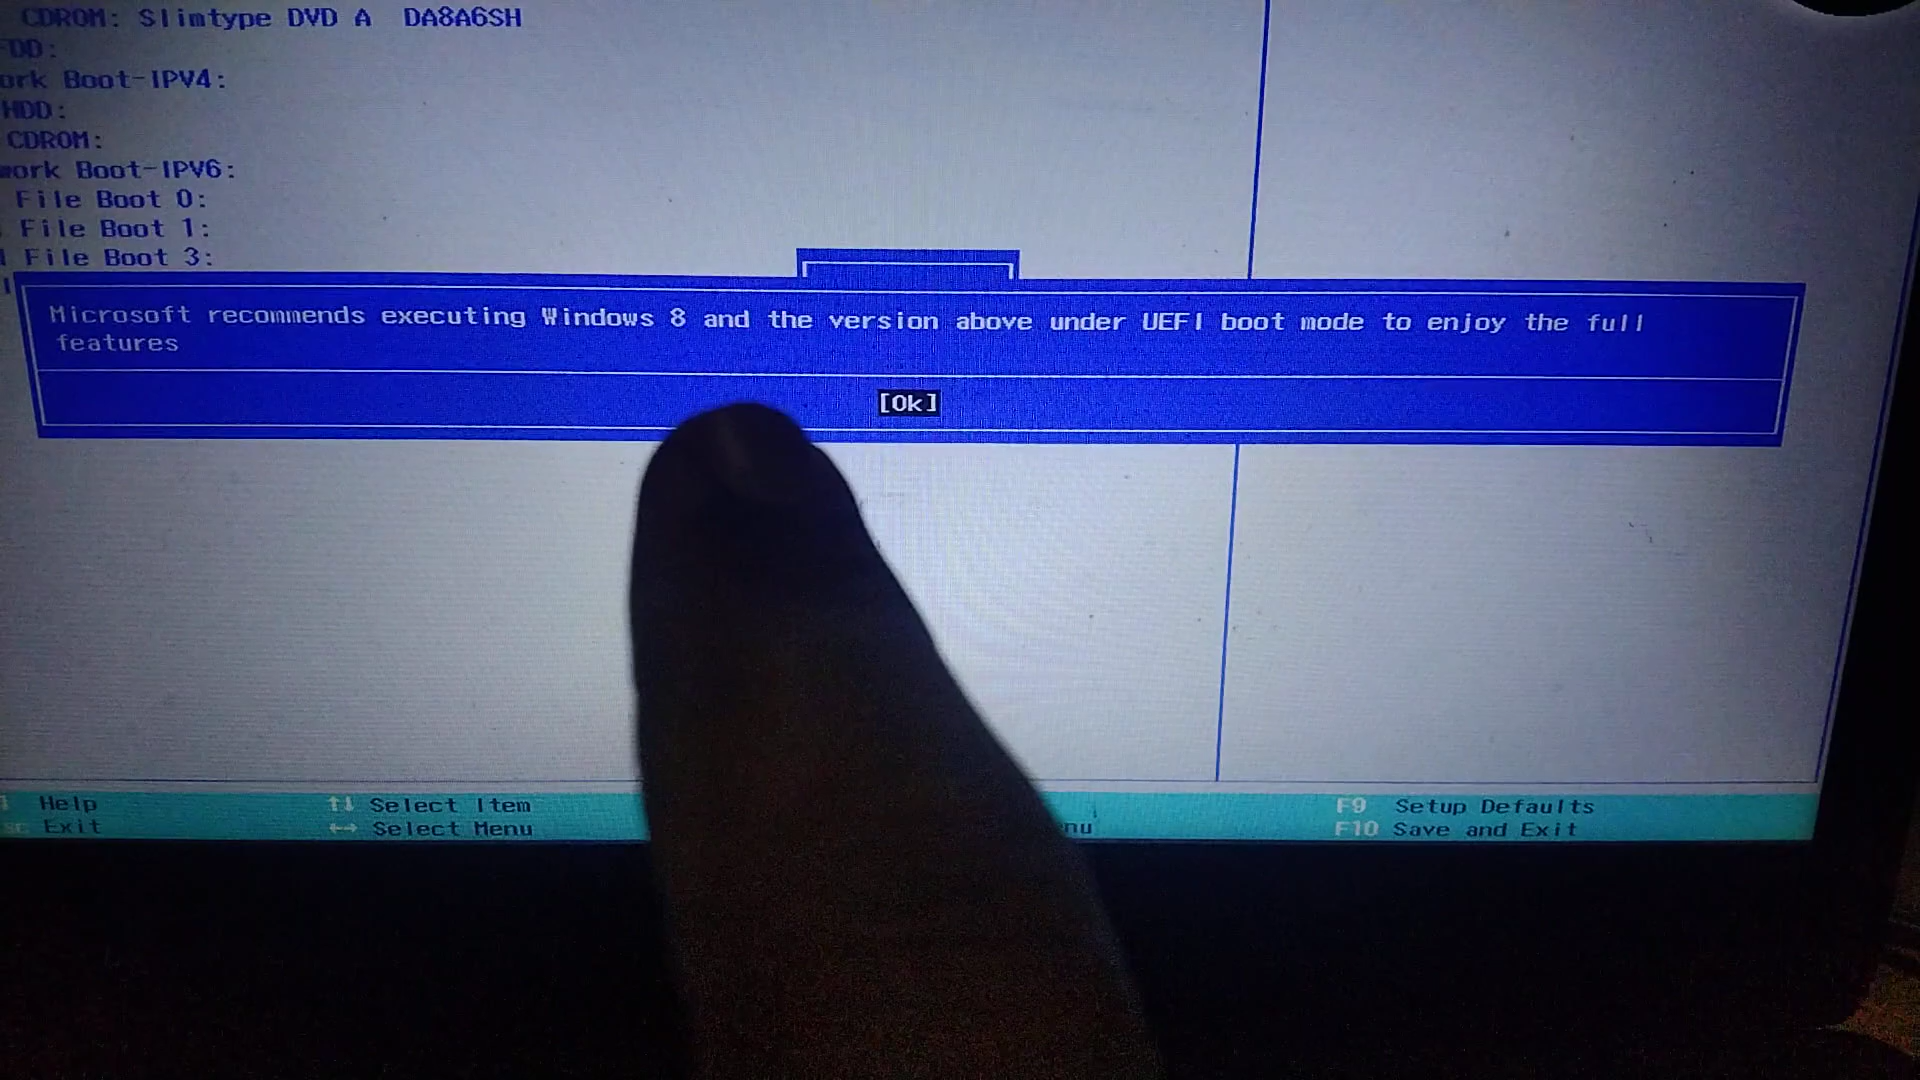 CDROM: Slimtype DVD A DA8A6SH
DD:
Boot-IPV4:
HDD:
CDROM:
Boot-IPV6:
File Boot 0:
File Boot 1:
File Boot 3:
Microsoft recommends executing Windows 8 and the version above under UEFI boot mode to enjoy the full
features
[Ok]
Help ↑↓ Select Item F9 Setup Defaults
Exit ←→ Select Menu F10 Save and Exit